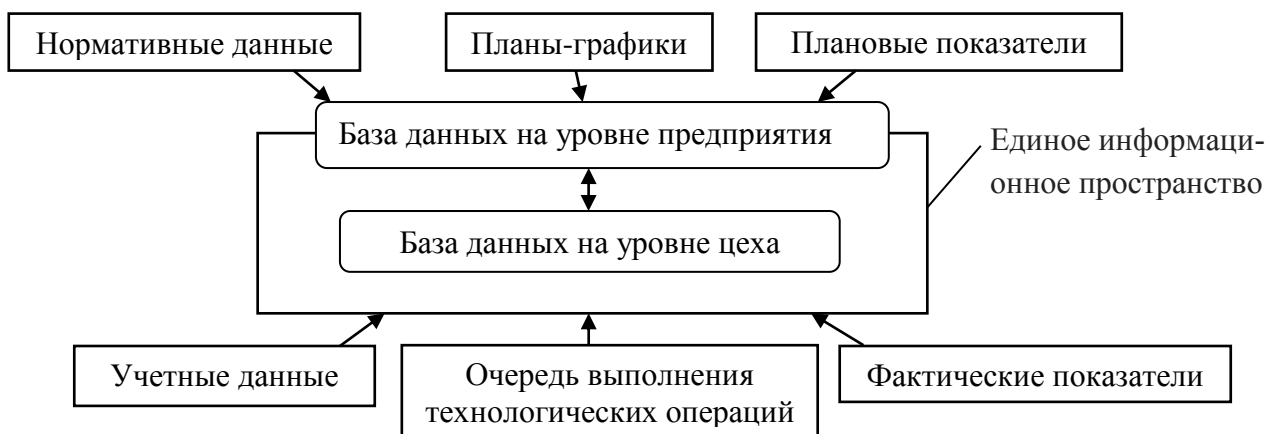 Нормативные данные
Планы-графики
Плановые показатели
База данных на уровне предприятия
Единое информаци-
онное пространство
База данных на уровне цеха
Учетные данные
Очередь выполнения
технологических операций
Фактические показатели